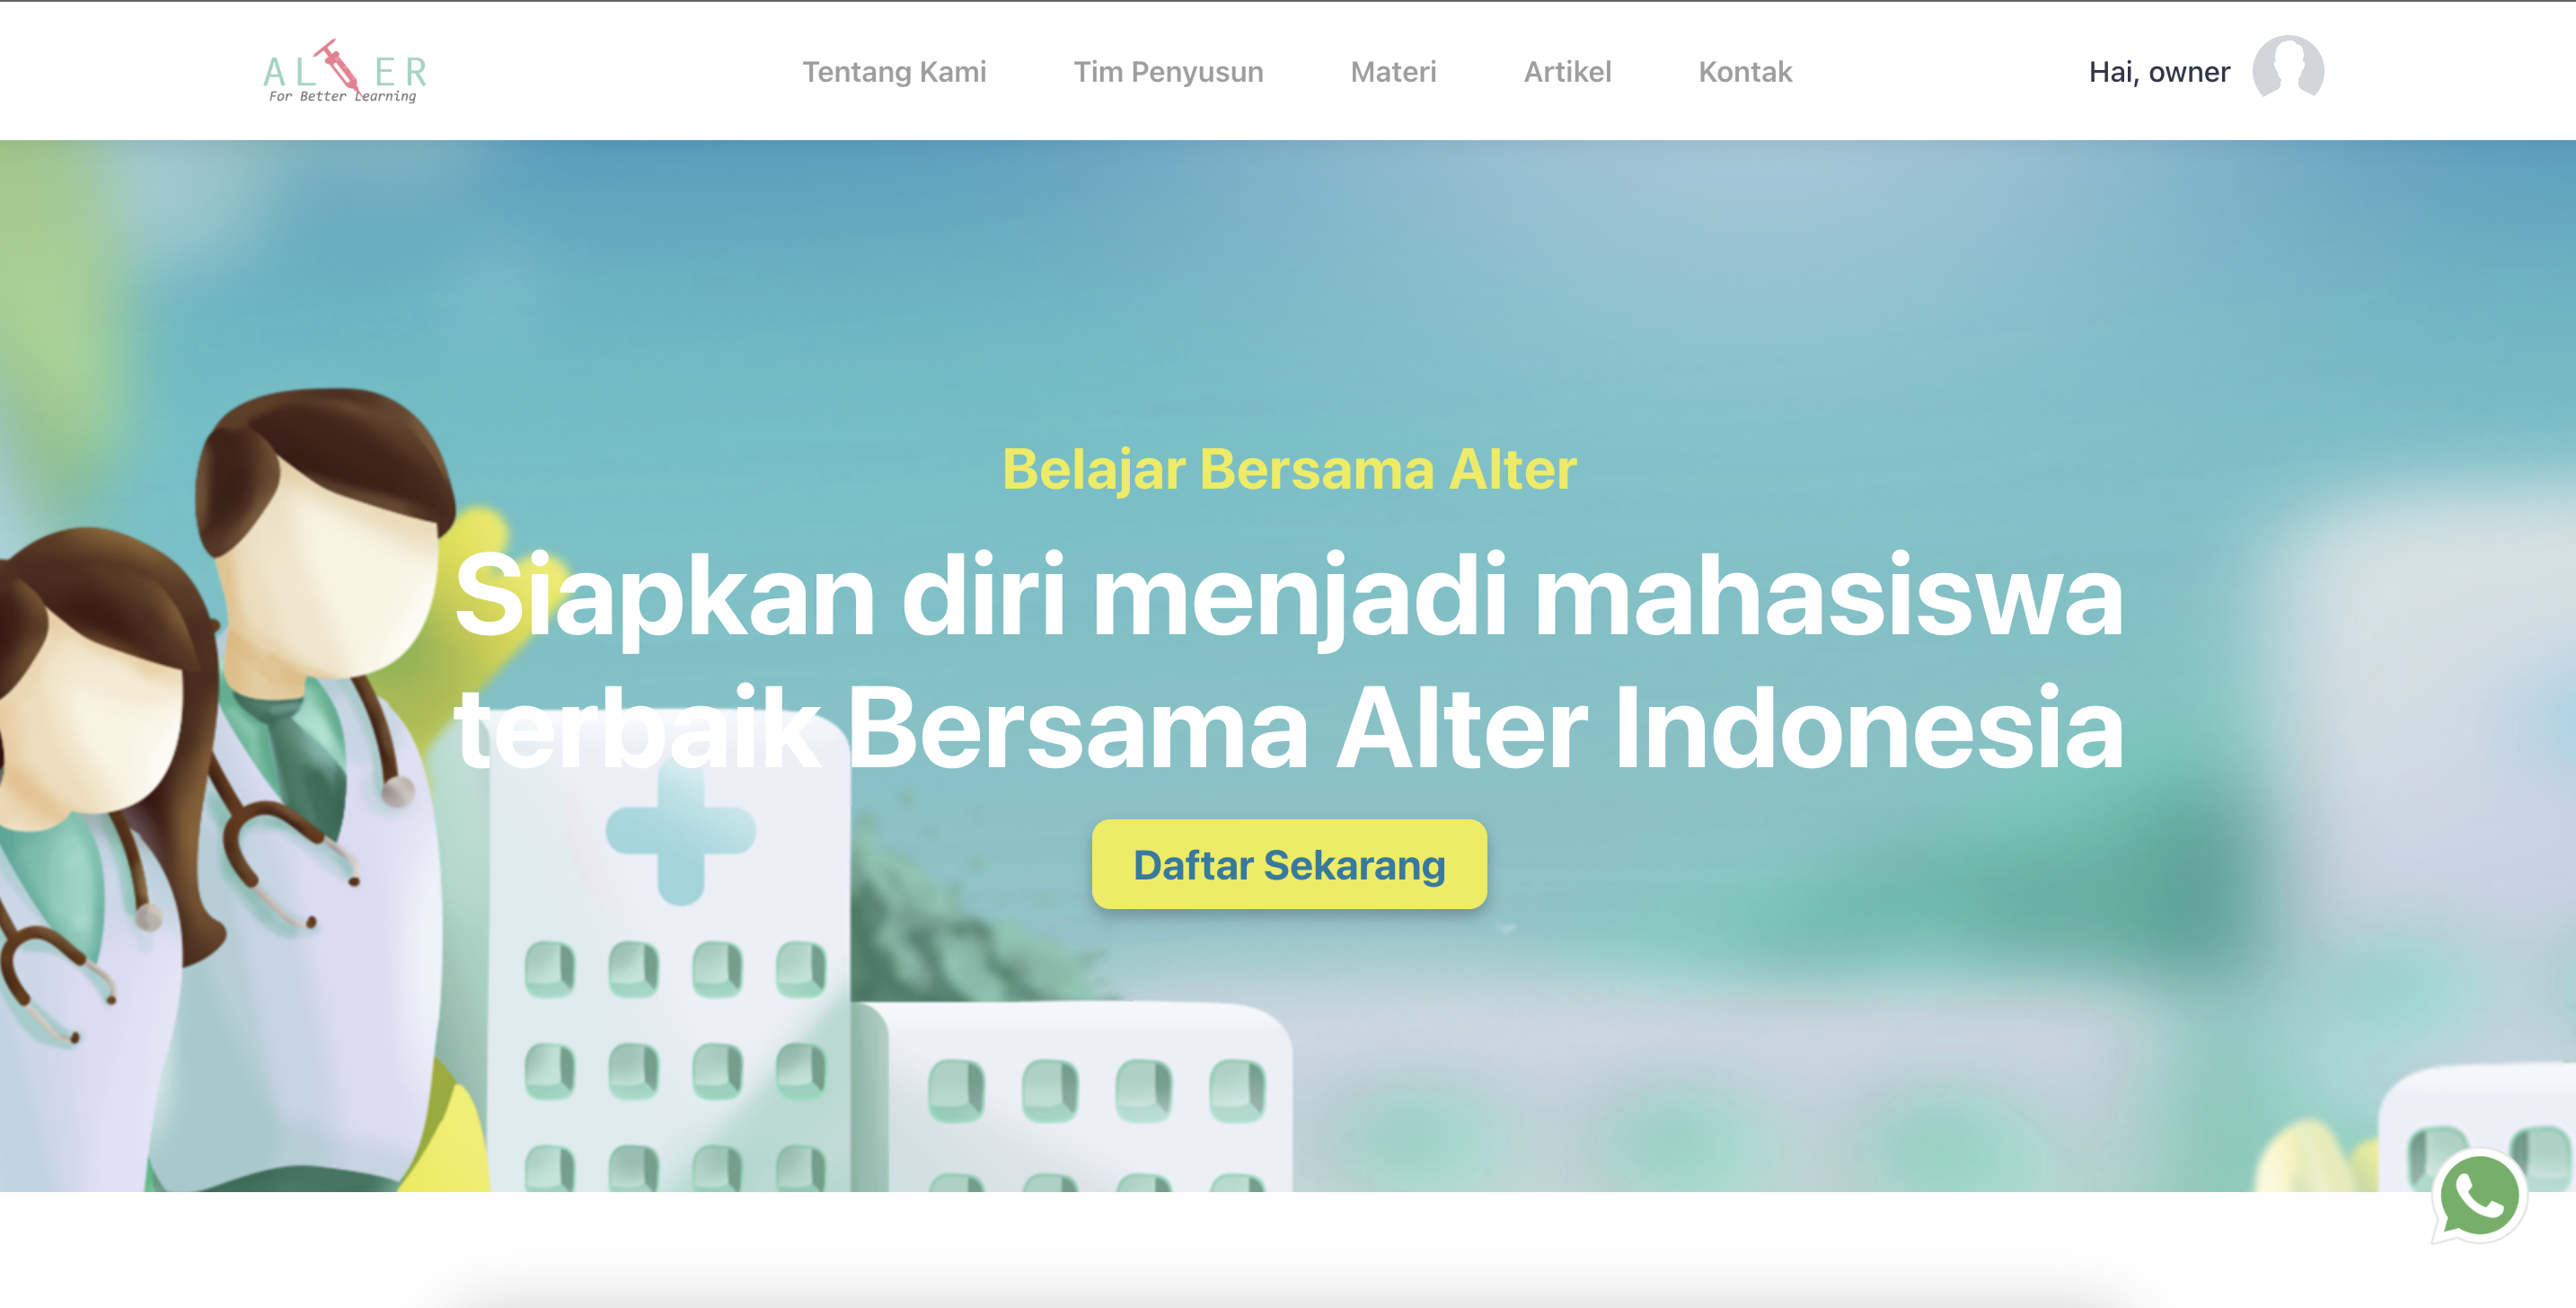 ALTER
For Better Learning
Tentang Kami
Tim Penyusun
Materi
Artikel
Kontak
Hai, owner
Belajar Bersama Alter
Siapkan diri menjadi mahasiswa
terbaik Bersama Alter Indonesia
Daftar Sekarang